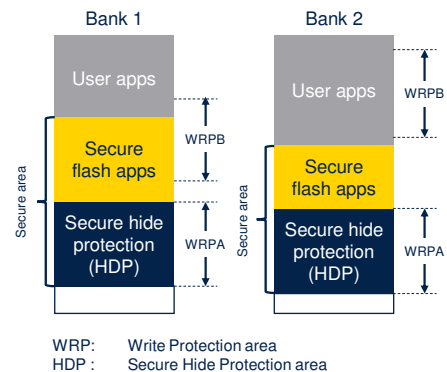 Bank 1
User apps
WRPB
Secure
flash apps
Secure area
Secure hide
protection
(HDP)
WRPA
Bank 2
User apps
WRPB
Secure
flash apps
Secure area
Secure hide
protection
(HDP)
WRPA
WRP: Write Protection area
HDP : Secure Hide Protection area